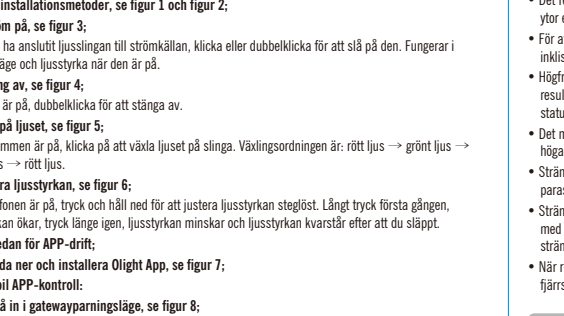 installationsmetoder, se figur 1 och figur 2;
m på, se figur 3;
ha anslutit ljusslingan till strömkällan, klicka eller dubbelklicka för att slå på den. Fungerar i
äge och ljusstyrka när den är på.
ng av, se figur 4;
är på, dubbelklicka för att stänga av.
på ljuset, se figur 5;
mmen är på, klicka på att växla ljuset på slinga. Växlingsordningen är: rött ljus → grönt ljus →
s → rött ljus.
ra ljusstyrkan, se figur 6;
fonen är på, tryck och håll ned för att justera ljusstyrkan steglöst. Långt tryck första gången,
kan ökar, tryck länge igen, ljusstyrkan minskar och ljusstyrkan kvarstår efter att du släppt.
edan för APP-drift;
da ner och installera Olight App, se figur 7;
il APP-kontroll:
å in i gatewayparningsläge, se figur 8;
• Det r
ytor e
• För a
inklis
• Högfr
resul
statu
• Det m
höga
• Strän
paras
• Strän
med
strän
• När r
fjärrs